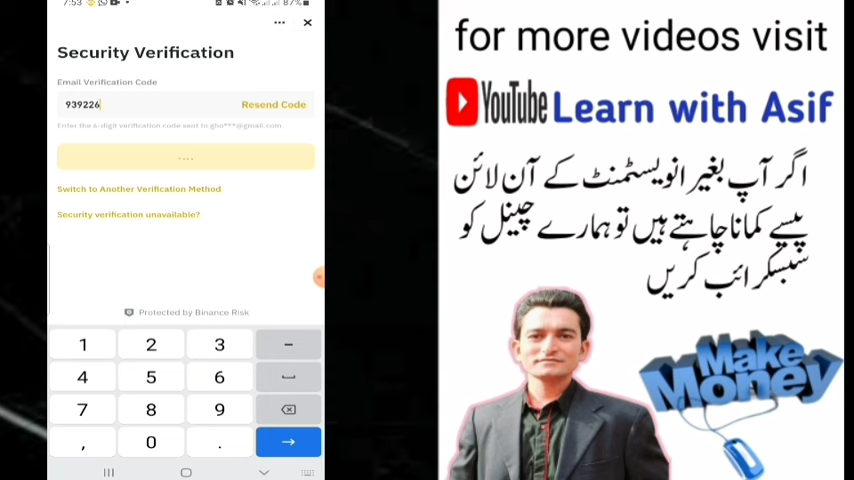 7:53
87%
Security Verification
Email Verification Code
939226
Resend Code
Enter the 6-digit verification code sent to gho***@gmail.com.
Switch to Another Verification Method
Security verification unavailable?
Protected by Binance Risk
1 2 3 -
4 5 6
7 8 9
, 0 .
for more videos visit
YouTube Learn with Asif
اگر آپ بغیر انویسٹمنٹ کے آن لائن
پیسے کمانا چاہتے ہیں تو ہمارے چینل کو
سبسکرائب کریں
Make
Money